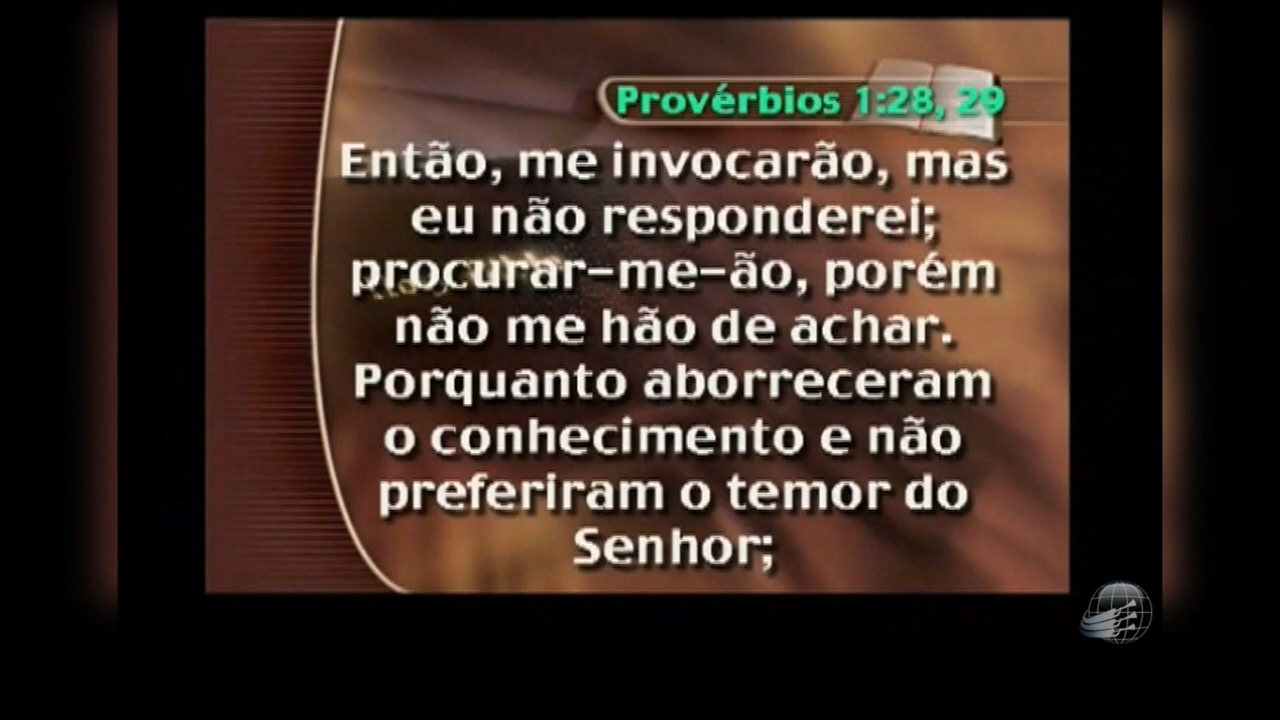 Provérbios 1:28, 29
Então, me invocarão, mas
eu não responderei;
procurar-me-ão, porém
não me hão de achar.
Porquanto aborreceram
o conhecimento e não
preferiram o temor do
Senhor;